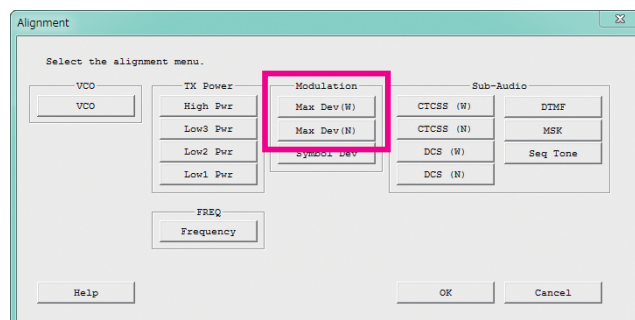 Alignment
Select the alignment menu.
VCO TX Power Modulation Sub-Audio
VCO High Pwr Max Dev(W) CTCSS (W) DTMF
Low3 Pwr Max Dev(N) CTCSS (N) MSK
Low2 Pwr Symbol Dev DCS (W) Seq Tone
Low1 Pwr DCS (N)
FREQ
Frequency
Help OK Cancel